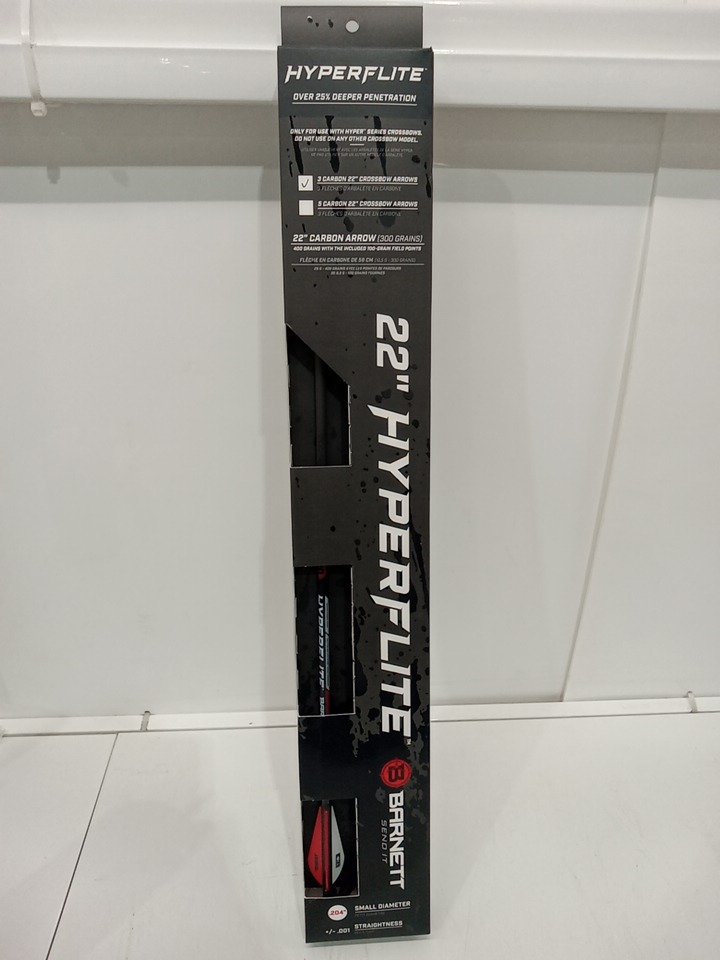 HYPERFLITE™
OVER 25% DEEPER PENETRATION
ONLY FOR USE WITH HYPER™ SERIES CROSSBOWS.
DO NOT USE ON ANY OTHER CROSSBOW MODEL.
3 CARBON 22" CROSSBOW ARROWS
3 FLÈCHES D'ARBALÈTE EN CARBONE
5 CARBON 22" CROSSBOW ARROWS
FLÈCHES D'ARBALÈTE EN CARBONE
22" CARBON ARROW (300 GRAINS)
400 GRAINS WITH THE INCLUDED 100-GRAIN FIELD POINTS
FLÈCHE EN CARBONE DE 56 CM
22" HYPERFLITE™
HYPERFLITE
BARNETT
SEND IT
.204" SMALL DIAMETER
+/- .001 STRAIGHTNESS